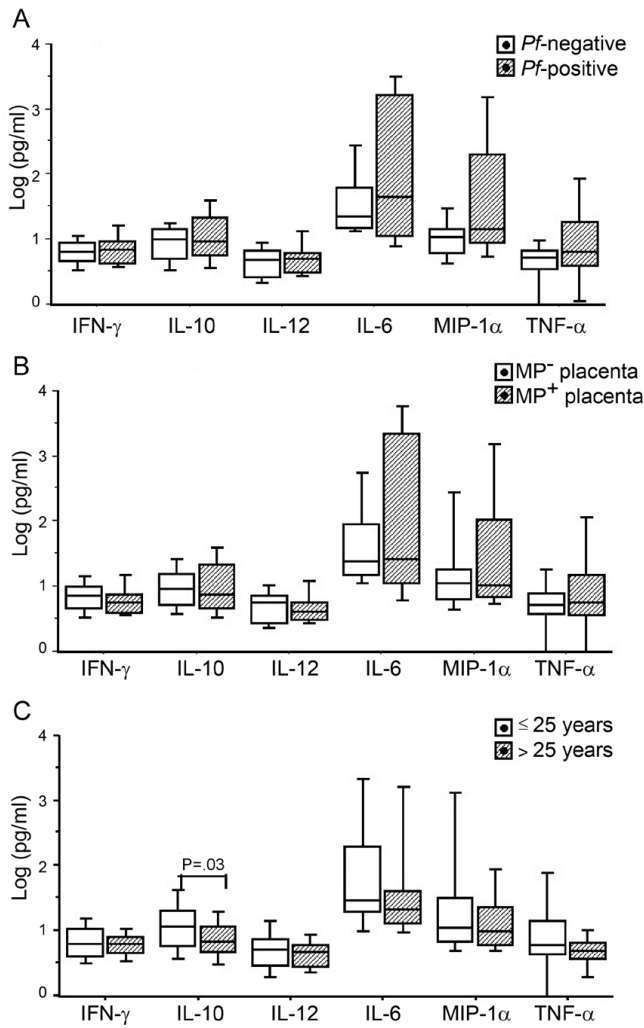 A
Pf-negative
Pf-positive
Log (pg/ml)
4
3
2
1
0
IFN-γ IL-10 IL-12 IL-6 MIP-1α TNF-α
B
MP⁻ placenta
MP⁺ placenta
Log (pg/ml)
4
3
2
1
0
IFN-γ IL-10 IL-12 IL-6 MIP-1α TNF-α
C
≤ 25 years
> 25 years
Log (pg/ml)
4
3
2
P=.03
1
0
IFN-γ IL-10 IL-12 IL-6 MIP-1α TNF-α